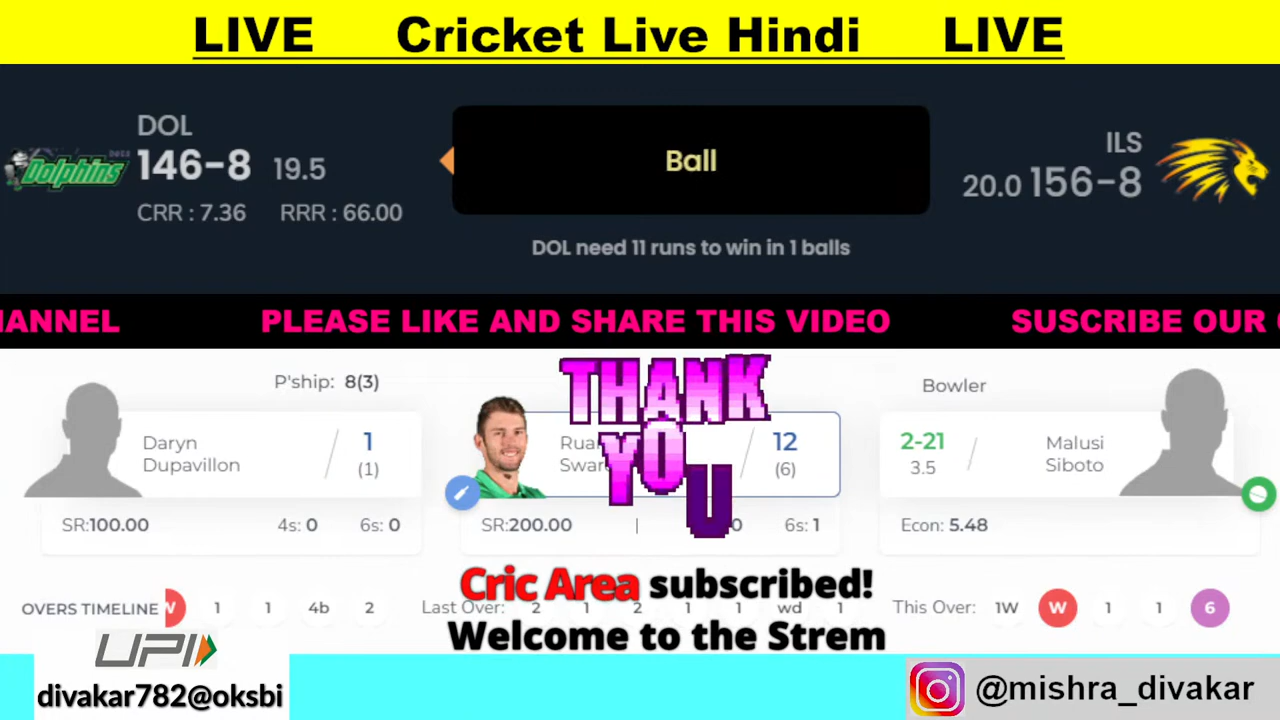 LIVE Cricket Live Hindi LIVE
DOL
146-8 19.5
CRR : 7.36 RRR : 66.00
Dolphins
Ball
DOL need 11 runs to win in 1 balls
ILS
20.0 156-8
HANNEL PLEASE LIKE AND SHARE THIS VIDEO SUSCRIBE OUR
P'ship: 8(3)
Daryn
Dupavillon
1
(1)
SR:100.00 4s: 0 6s: 0
THANK
YOU
12
(6)
SR:200.00 0 6s: 1
Bowler
2-21
3.5
Malusi
Siboto
Econ: 5.48
Cric Area subscribed!
Welcome to the Strem
OVERS TIMELINE W 1 1 4b 2 Last Over: 2 1 2 1 1 wd 1 This Over: 1W W 1 1 6
UPI
divakar782@oksbi
@mishra_divakar